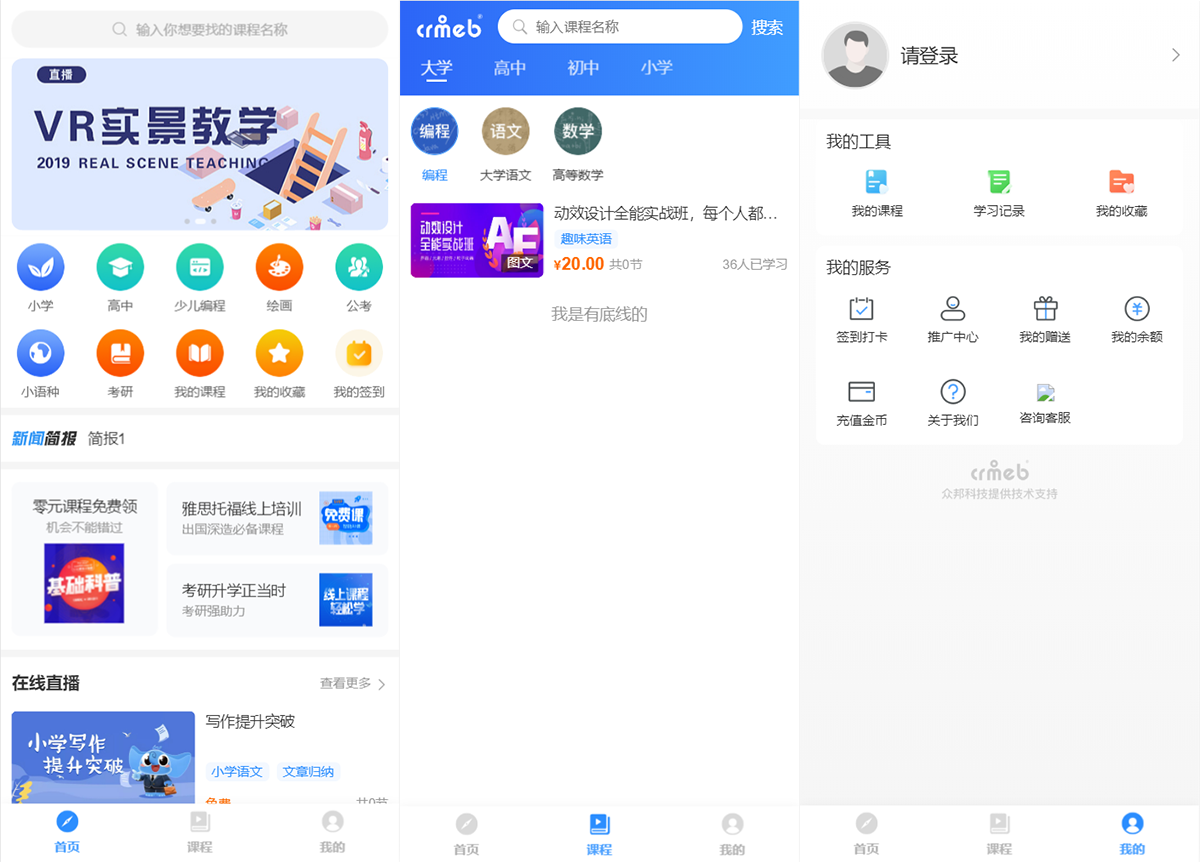 输入你想要找的课程名称
直播
VR实景教学
2019 REAL SCENE TEACHING
小学
高中
少儿编程
绘画
公考
小语种
考研
我的课程
我的收藏
我的签到
新闻简报 简报1
零元课程免费领
机会不能错过
基础科普
雅思托福线上培训
出国深造必备课程
免费课
考研升学正当时
考研强助力
线上课程
轻松学
在线直播
查看更多
小学写作
提升突破
写作提升突破
小学语文 文章归纳
免费 共0节
首页
课程
我的
crmeb
输入课程名称
搜索
大学 高中 初中 小学
编程 语文 数学
编程 大学语文 高等数学
动效设计
全能实战班
AE
图文
动效设计全能实战班，每个人都...
趣味英语
¥20.00 共0节 36人已学习
我是有底线的
首页 课程 我的
请登录
我的工具
我的课程 学习记录 我的收藏
我的服务
签到打卡 推广中心 我的赠送 我的余额
充值金币 关于我们 咨询客服
crmeb
众邦科技提供技术支持
首页 课程 我的